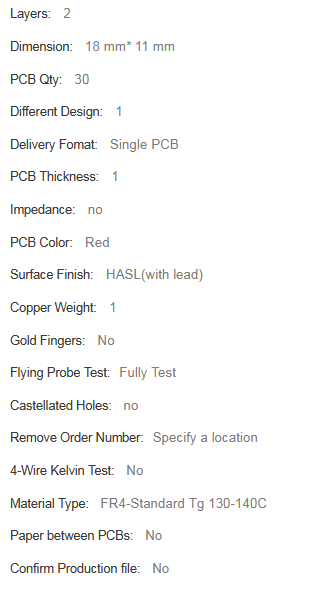 Layers: 2
Dimension: 18 mm* 11 mm
PCB Qty: 30
Different Design: 1
Delivery Fomat: Single PCB
PCB Thickness: 1
Impedance: no
PCB Color: Red
Surface Finish: HASL(with lead)
Copper Weight: 1
Gold Fingers: No
Flying Probe Test: Fully Test
Castellated Holes: no
Remove Order Number: Specify a location
4-Wire Kelvin Test: No
Material Type: FR4-Standard Tg 130-140C
Paper between PCBs: No
Confirm Production file: No